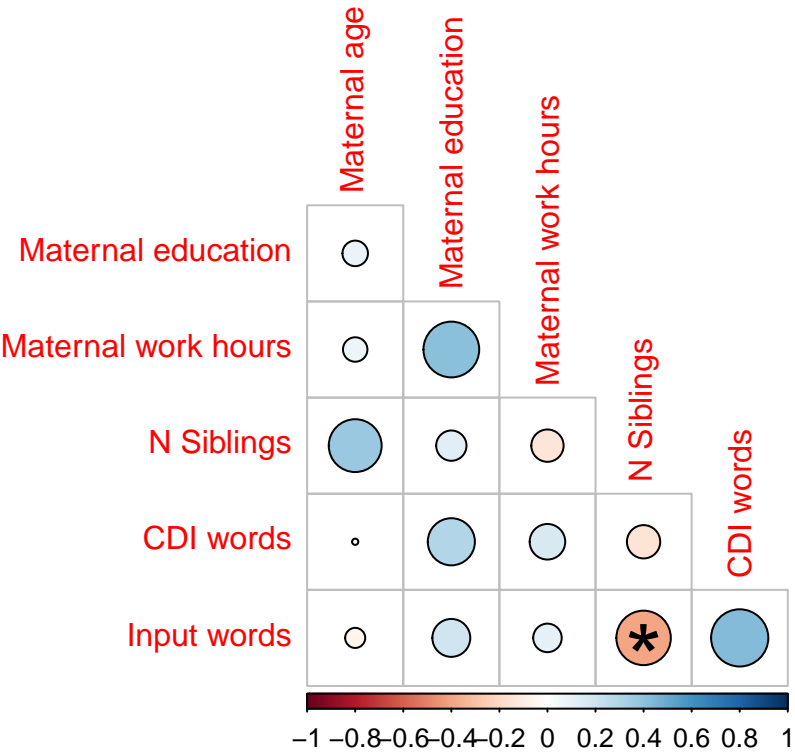 Maternal age
Maternal education
Maternal work hours
N Siblings
CDI words
Maternal education
Maternal work hours
N Siblings
CDI words
Input words
*
−1 −0.8 −0.6 −0.4 −0.2 0 0.2 0.4 0.6 0.8 1